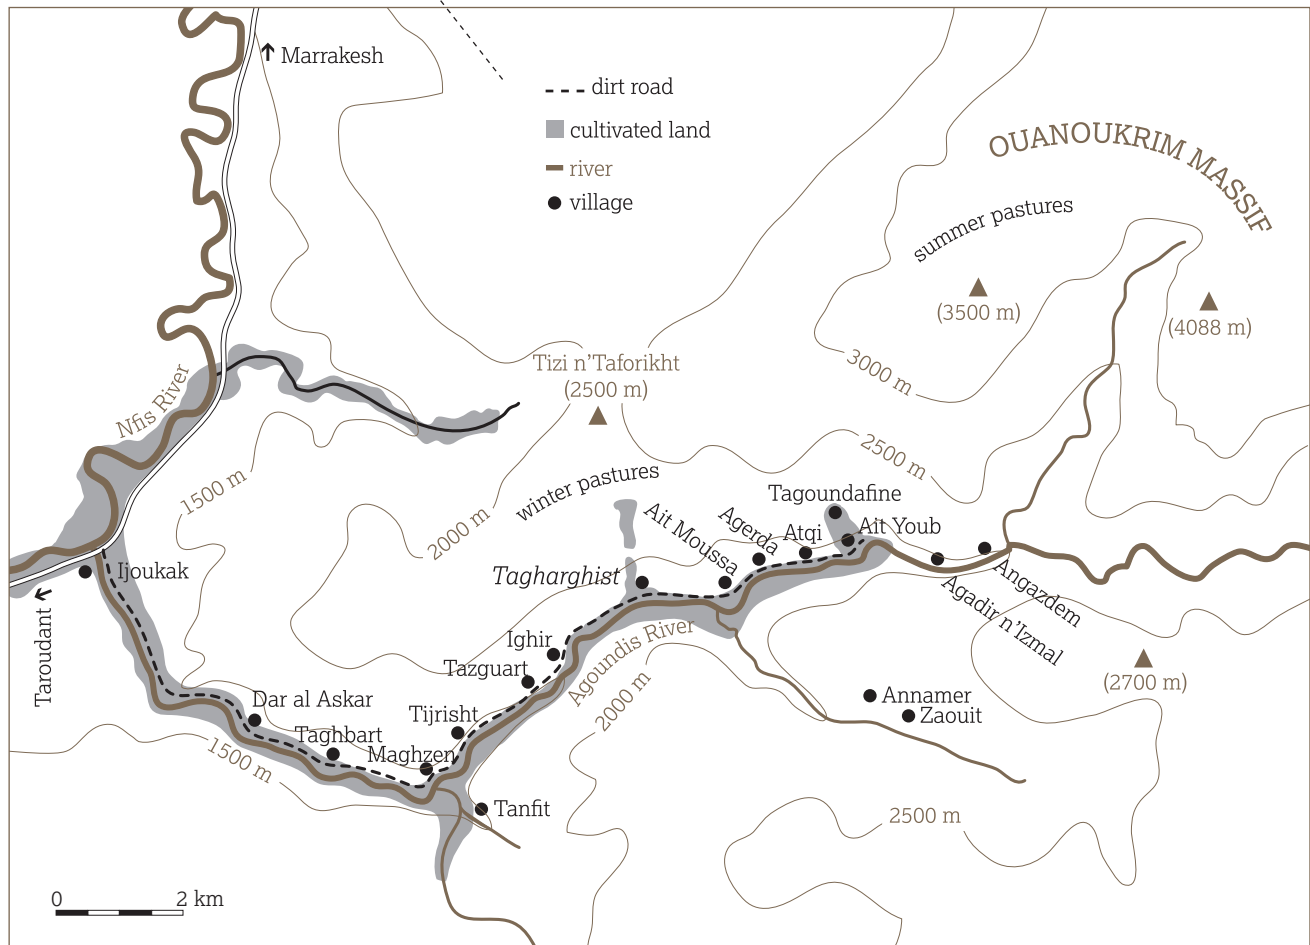 Marrakesh
dirt road
cultivated land
river
village
OUANOUKRIM MASSIF
summer pastures
(3500 m)
(4088 m)
3000 m
Tizi n'Taforikht
(2500 m)
Nfis River
1500 m
2500 m
winter pastures
2000 m
Tagoundafine
Ait Moussa
Agerda
Atqi
Ait Youb
Ijoukak
Tagharghist
Angazdem
Agadir n'Izmal
Taroudant
Ighir
Agoundis River
Tazguart
2000 m
(2700 m)
Dar al Askar
Annamer
Zaouit
Tijrisht
Taghbart
Maghzen
1500 m
Tanfit
2500 m
0 2 km